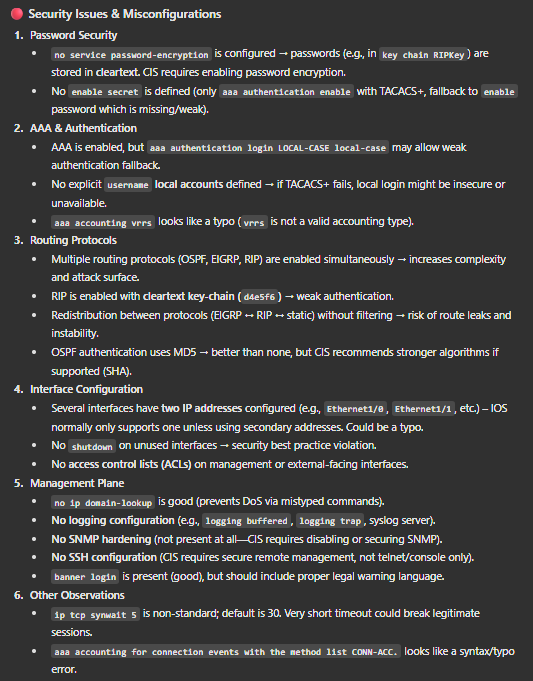 Security Issues & Misconfigurations
1. Password Security
• no service password-encryption is configured → passwords (e.g., in key chain RIPKey) are
stored in cleartext. CIS requires enabling password encryption.
• No enable secret is defined (only aaa authentication enable with TACACS+, fallback to enable
password which is missing/weak).
2. AAA & Authentication
• AAA is enabled, but aaa authentication login LOCAL-CASE local-case may allow weak
authentication fallback.
• No explicit username local accounts defined → if TACACS+ fails, local login might be insecure or
unavailable.
• aaa accounting vrrs looks like a typo (vrrs is not a valid accounting type).
3. Routing Protocols
• Multiple routing protocols (OSPF, EIGRP, RIP) are enabled simultaneously → increases complexity
and attack surface.
• RIP is enabled with cleartext key-chain (d4e5f6) → weak authentication.
• Redistribution between protocols (EIGRP ↔ RIP ↔ static) without filtering → risk of route leaks and
instability.
• OSPF authentication uses MD5 → better than none, but CIS recommends stronger algorithms if
supported (SHA).
4. Interface Configuration
• Several interfaces have two IP addresses configured (e.g., Ethernet1/0, Ethernet1/1, etc.) – IOS
normally only supports one unless using secondary addresses. Could be a typo.
• No shutdown on unused interfaces → security best practice violation.
• No access control lists (ACLs) on management or external-facing interfaces.
5. Management Plane
• no ip domain-lookup is good (prevents DoS via mistyped commands).
• No logging configuration (e.g., logging buffered, logging trap, syslog server).
• No SNMP hardening (not present at all—CIS requires disabling or securing SNMP).
• No SSH configuration (CIS requires secure remote management, not telnet/console only).
• banner login is present (good), but should include proper legal warning language.
6. Other Observations
• ip tcp synwait 5 is non-standard; default is 30. Very short timeout could break legitimate
sessions.
• aaa accounting for connection events with the method list CONN-ACC. looks like a syntax/typo
error.